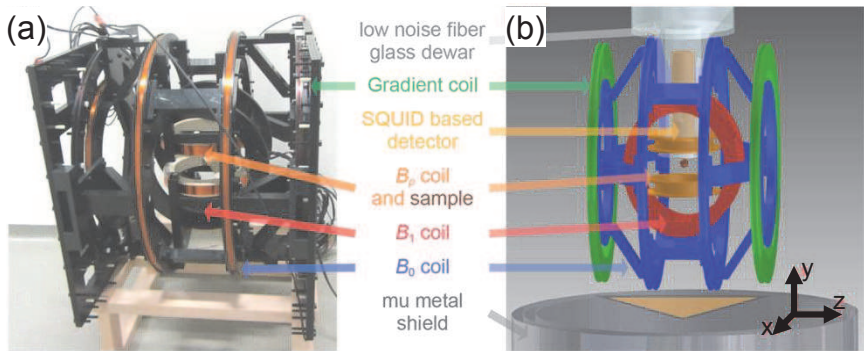 (a)
low noise fiber
glass dewar
(b)
Gradient coil
SQUID based
detector
Bp coil
and sample
B1 coil
B0 coil
mu metal
shield
y
z
x